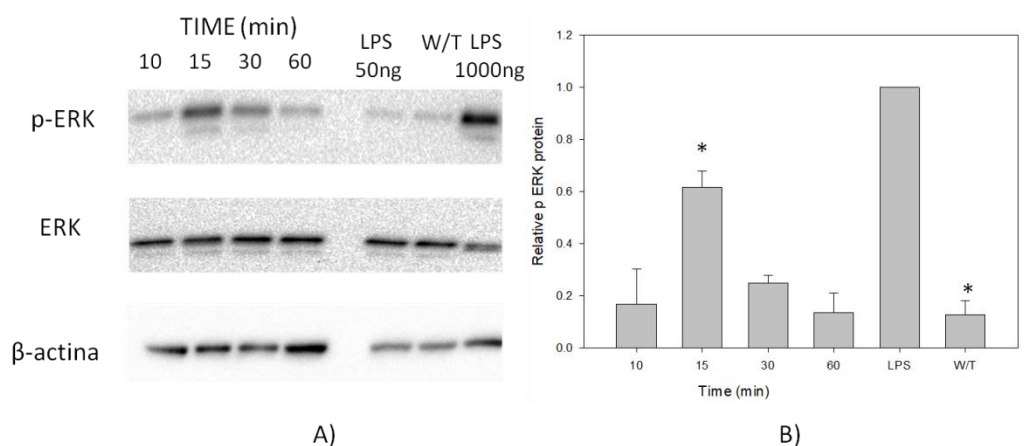 TIME (min)
10 15 30 60
LPS W/T LPS
50ng 1000ng
p-ERK
ERK
β-actina
A)
Relative p ERK protein
1.2
1.0
0.8
0.6
0.4
0.2
0.0
*
*
10 15 30 60 LPS W/T
Time (min)
B)